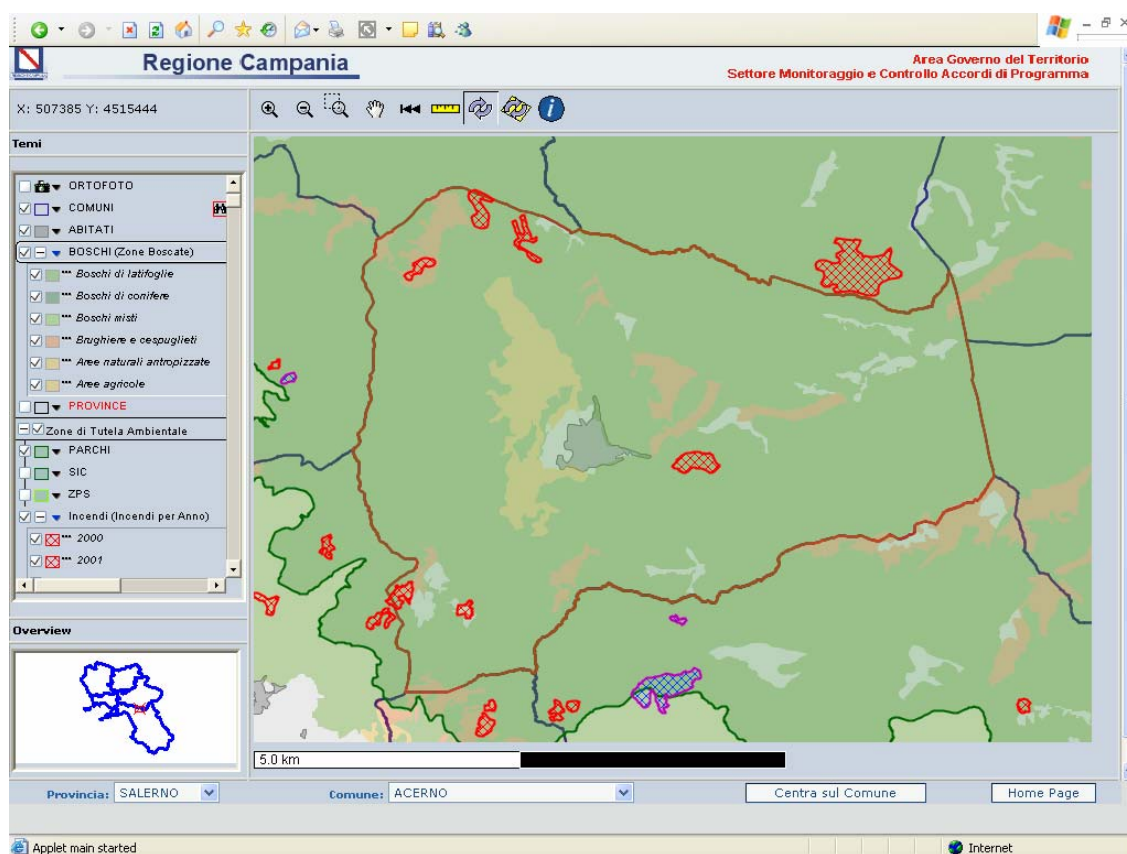 Regione Campania
Area Governo del Territorio
Settore Monitoraggio e Controllo Accordi di Programma
X: 507385 Y: 4515444
Temi
ORTOFOTO
COMUNI
ABITATI
BOSCHI (Zone Boscate)
Boschi di latifoglie
Boschi di conifere
Boschi misti
Brughiere e cespuglieti
Aree naturali antropizzate
Aree agricole
PROVINCE
Zone di Tutela Ambientale
PARCHI
SIC
ZPS
Incendi (Incendi per Anno)
2000
2001
Overview
5.0 km
Provincia: SALERNO Comune: ACERNO Centra sul Comune Home Page
Applet main started Internet